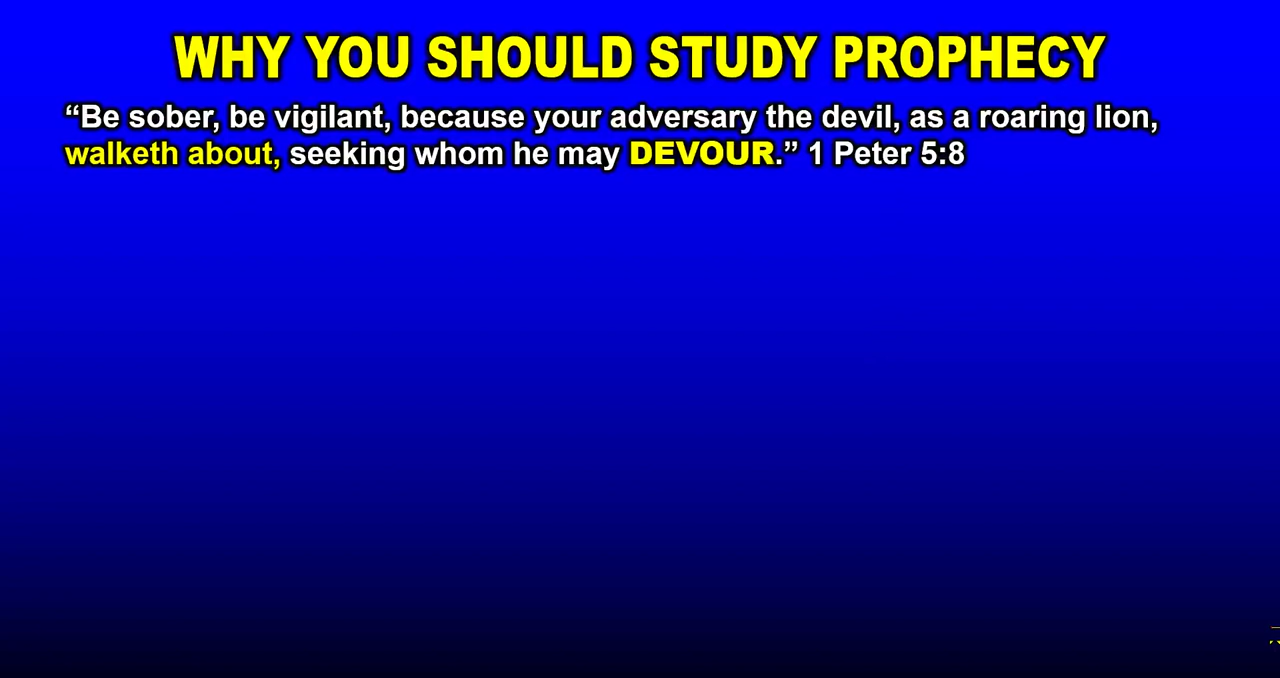 WHY YOU SHOULD STUDY PROPHECY
“Be sober, be vigilant, because your adversary the devil, as a roaring lion,
walketh about, seeking whom he may DEVOUR.” 1 Peter 5:8